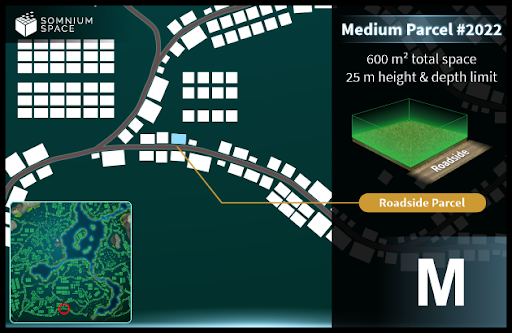 SOMNIUM
SPACE
Medium Parcel #2022
600 m² total space
25 m height & depth limit
Roadside
Roadside Parcel
M